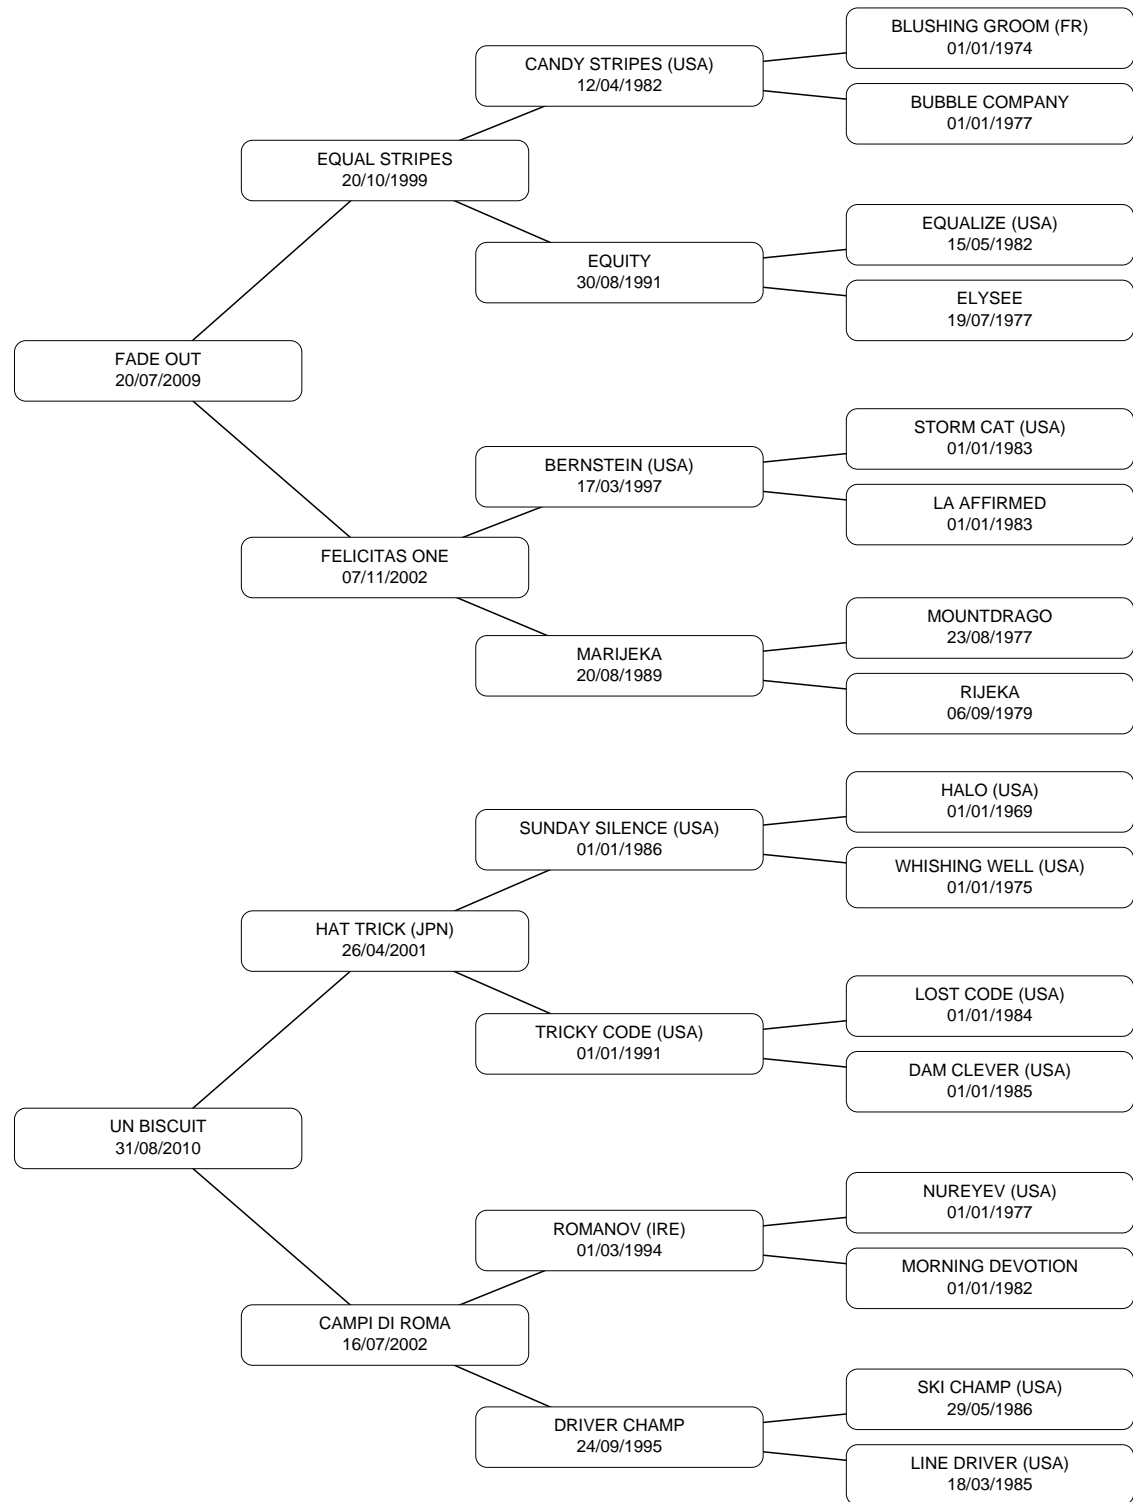 BLUSHING GROOM (FR)
01/01/1974
CANDY STRIPES (USA)
12/04/1982
BUBBLE COMPANY
01/01/1977
EQUAL STRIPES
20/10/1999
EQUALIZE (USA)
15/05/1982
EQUITY
30/08/1991
ELYSEE
19/07/1977
FADE OUT
20/07/2009
STORM CAT (USA)
01/01/1983
BERNSTEIN (USA)
17/03/1997
LA AFFIRMED
01/01/1983
FELICITAS ONE
07/11/2002
MOUNTDRAGO
23/08/1977
MARIJEKA
20/08/1989
RIJEKA
06/09/1979
HALO (USA)
01/01/1969
SUNDAY SILENCE (USA)
01/01/1986
WHISHING WELL (USA)
01/01/1975
HAT TRICK (JPN)
26/04/2001
LOST CODE (USA)
01/01/1984
TRICKY CODE (USA)
01/01/1991
DAM CLEVER (USA)
01/01/1985
UN BISCUIT
31/08/2010
NUREYEV (USA)
01/01/1977
ROMANOV (IRE)
01/03/1994
MORNING DEVOTION
01/01/1982
CAMPI DI ROMA
16/07/2002
SKI CHAMP (USA)
29/05/1986
DRIVER CHAMP
24/09/1995
LINE DRIVER (USA)
18/03/1985